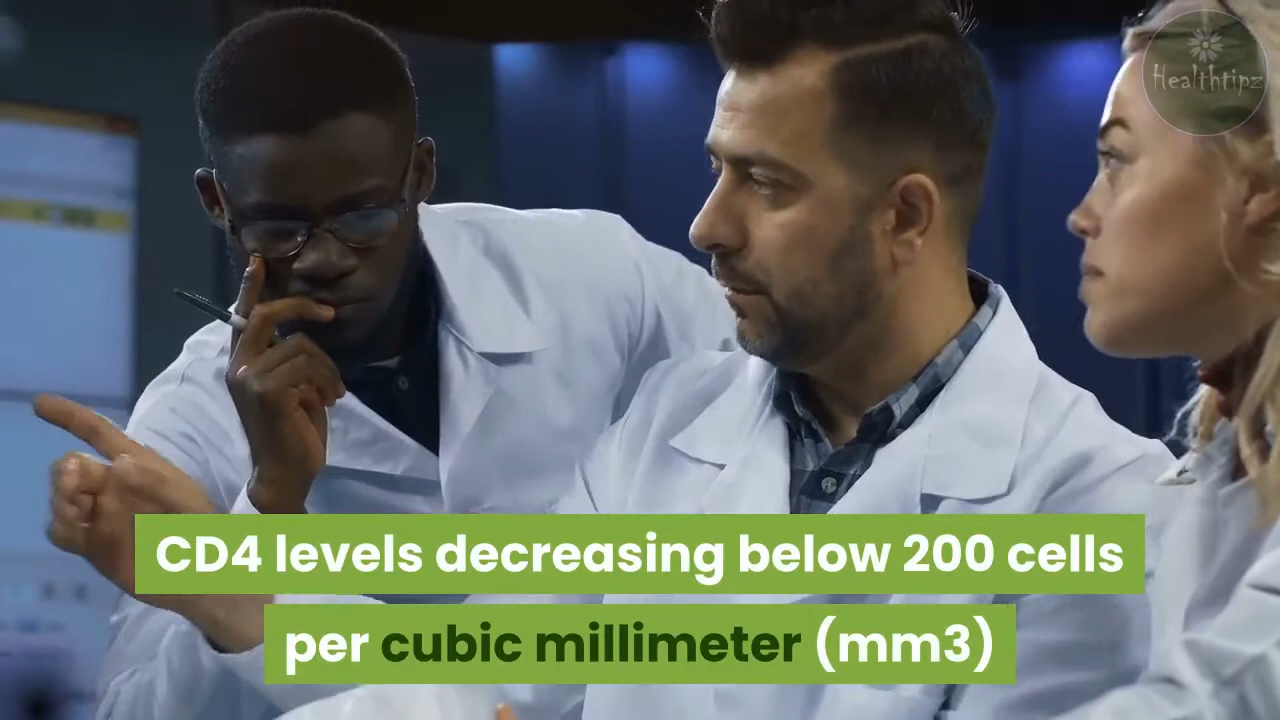 Healthtipz
CD4 levels decreasing below 200 cells
per cubic millimeter (mm3)